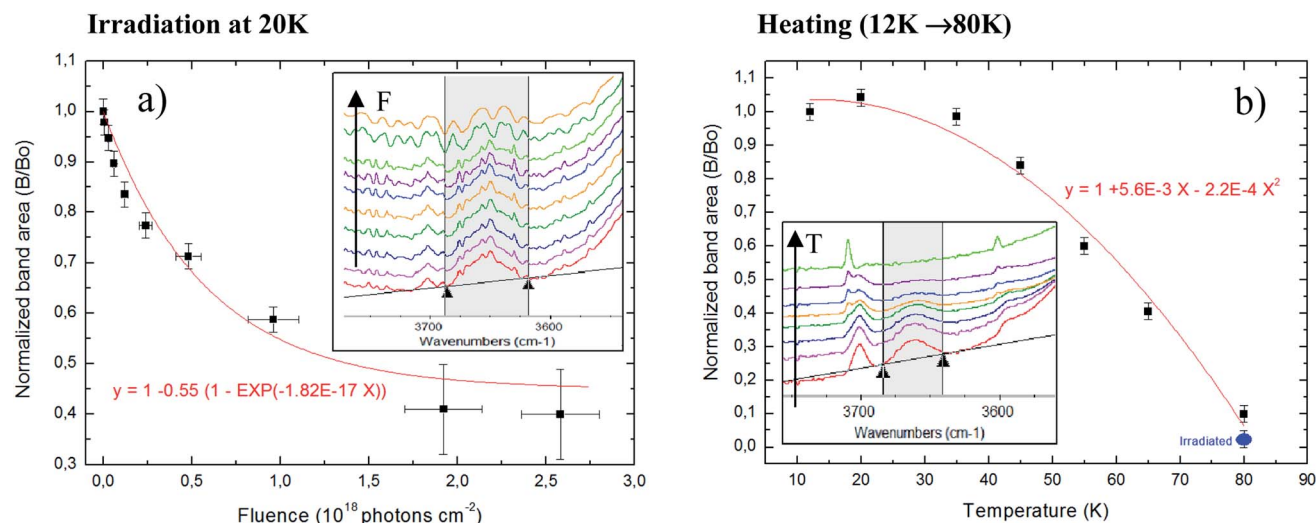 Irradiation at 20K
a)
1,1
1,0
0,9
0,8
0,7
0,6
0,5
0,4
0,3
Normalized band area (B/Bo)
F
3700
3600
Wavenumbers (cm-1)
y = 1 -0.55 (1 - EXP(-1.82E-17 X))
0,0
0,5
1,0
1,5
2,0
2,5
3,0
Fluence (10¹⁸ photons cm⁻²)
Heating (12K →80K)
b)
1,1
1,0
0,9
0,8
0,7
0,6
0,5
0,4
0,3
0,2
0,1
0,0
Normalized band area (B/Bo)
y = 1 +5.6E-3 X - 2.2E-4 X²
T
3700
3600
Wavenumbers (cm-1)
Irradiated
10
20
30
40
50
60
70
80
90
Temperature (K)